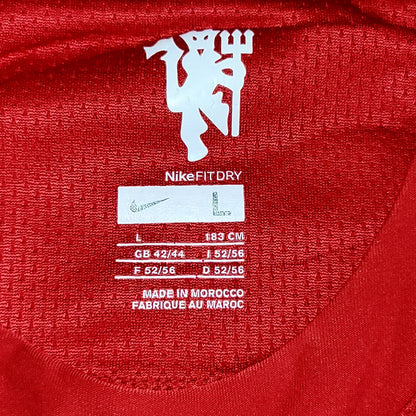 NikeFITDRY
L
L 183 CM
GB 42/44 I 52/56
F 52/56 D 52/56
MADE IN MOROCCO
FABRIQUE AU MAROC